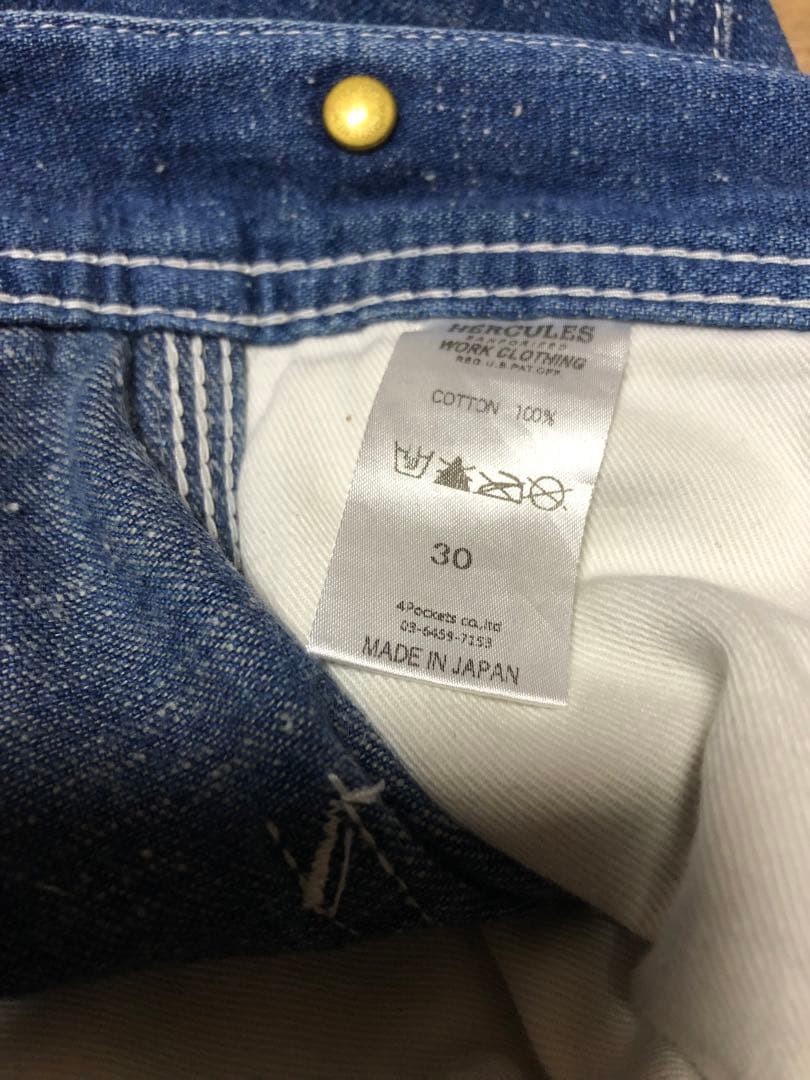 HERCULES
SANFORIZED
WORK CLOTHING
REG.U.S.PAT.OFF.
COTTON 100%
30
4Pockets co.,ltd
03-6459-7153
MADE IN JAPAN